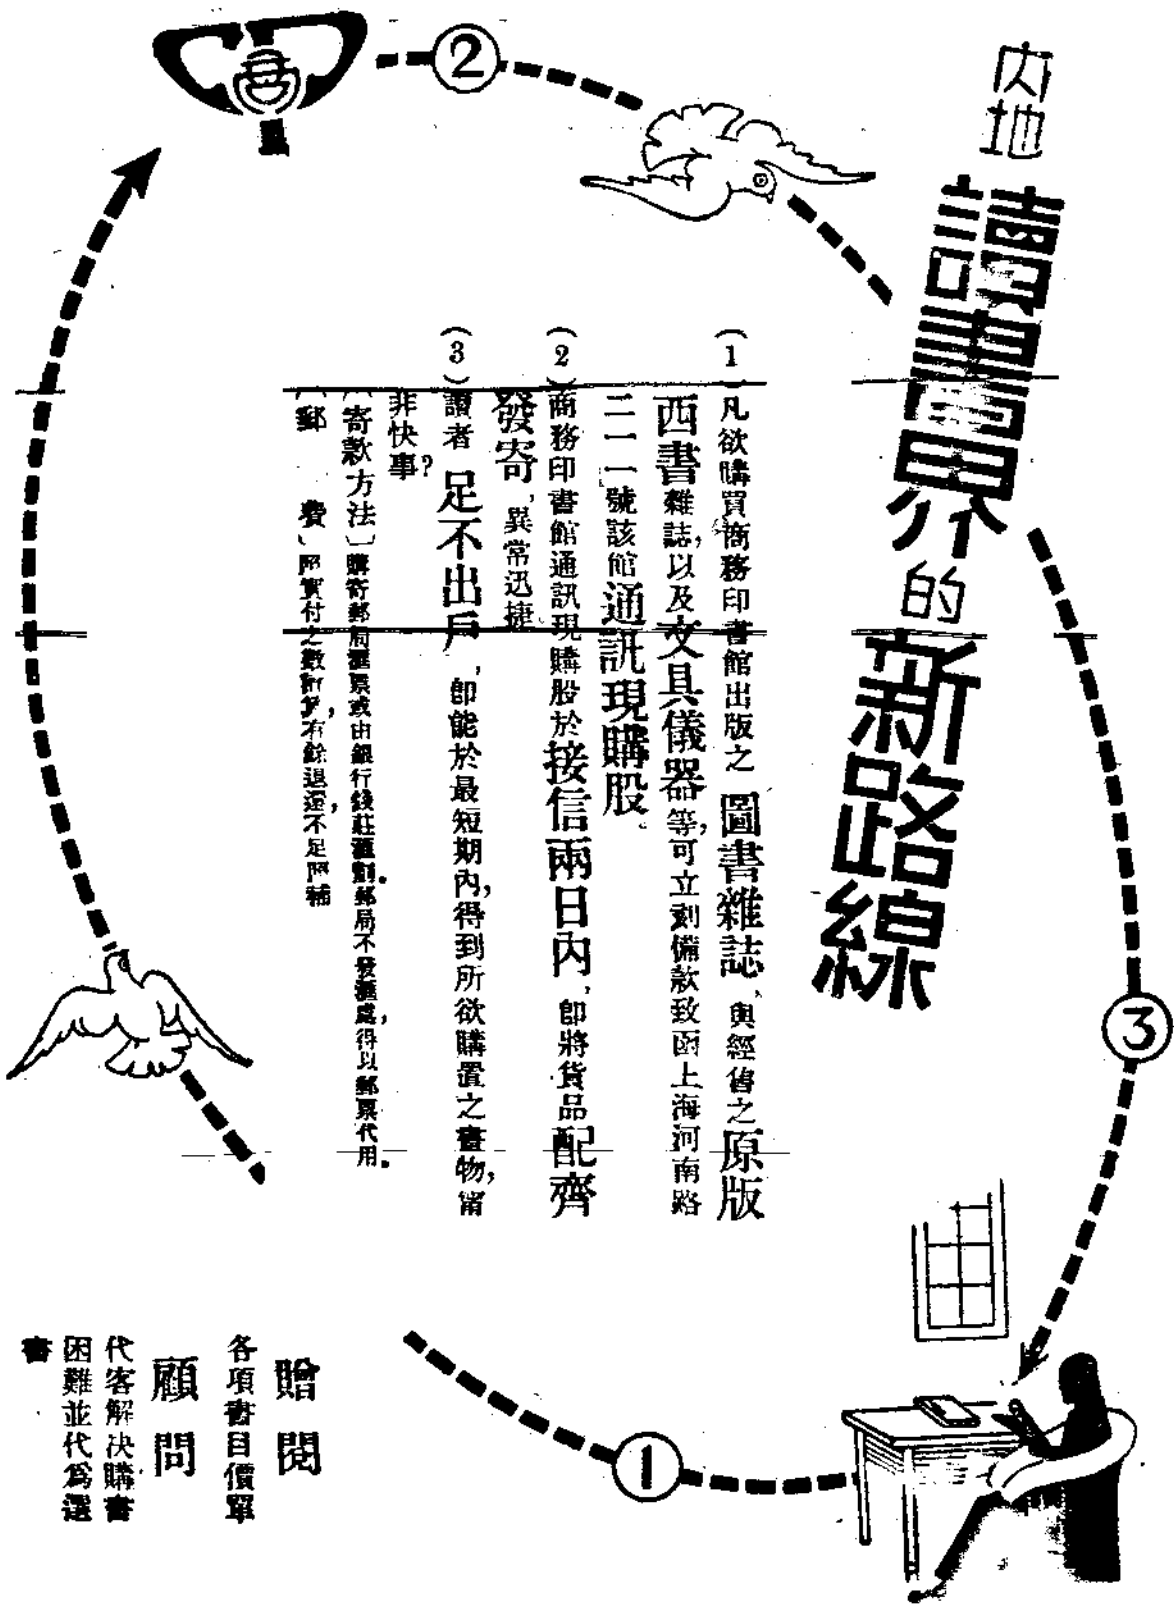 內地
讀書界的新路線
(1)凡欲購買商務印書館出版之圖書雜誌,與經售之原版
西書雜誌,以及文具儀器等,可立刻備款致函上海河南路
二一一號該館通訊現購股。
(2)商務印書館通訊現購股於接信兩日內,卽將貨品配齊
發寄,異常迅捷
(3)讀者足不出戶,卽能於最短期內,得到所欲購置之書物,甯
非快事?
〔寄款方法〕購寄郵局匯票或由銀行錢莊匯劃.郵局不發匯處,得以郵票代用.
〔郵 費〕照實付之數計算,有餘退還,不足照補
贈閱
各項書目價單
顧問
代客解決購書
困難並代爲選
書
②
③
①